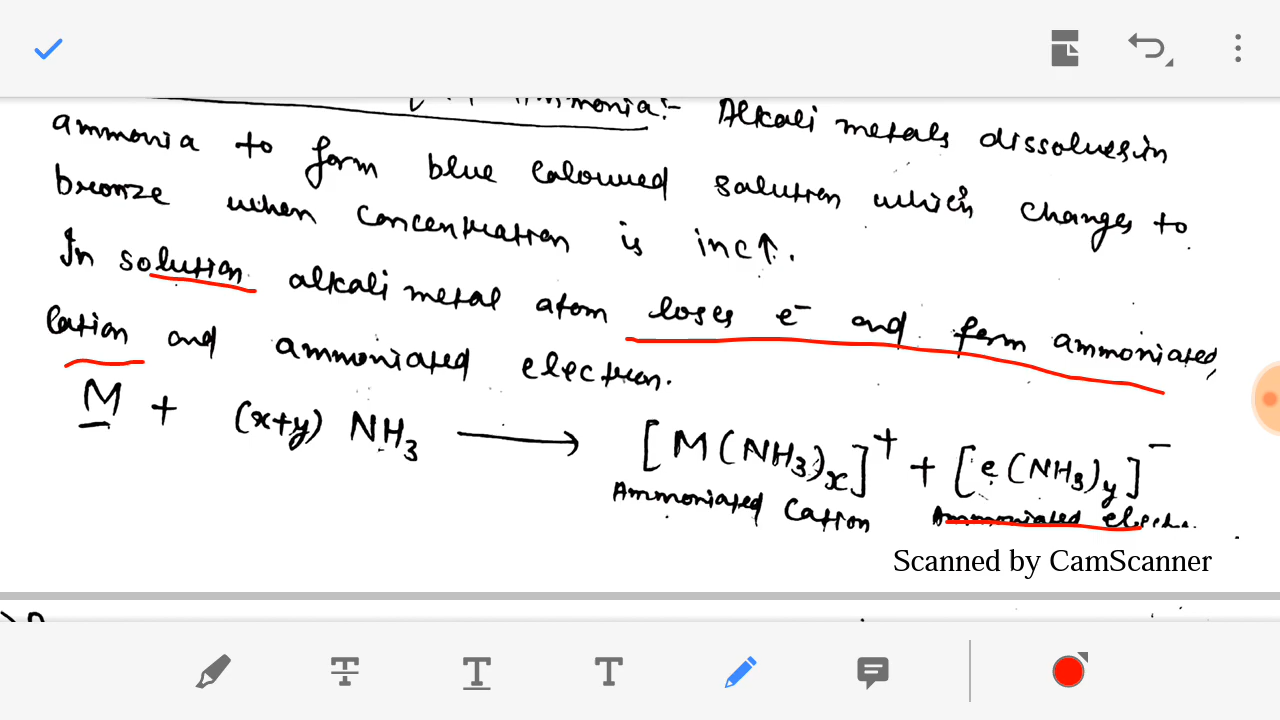 ammonia:- Alkali metals dissolves in
ammonia to form blue coloured solution which changes to
bronze when concentration is inc↑.
In solution alkali metal atom loses e⁻ and form ammoniated
cation and ammoniated electron.
M + (x+y) NH₃ ⟶ [M(NH₃)ₓ]⁺ + [e(NH₃)y]⁻
Ammoniated Cation Ammoniated
Scanned by CamScanner